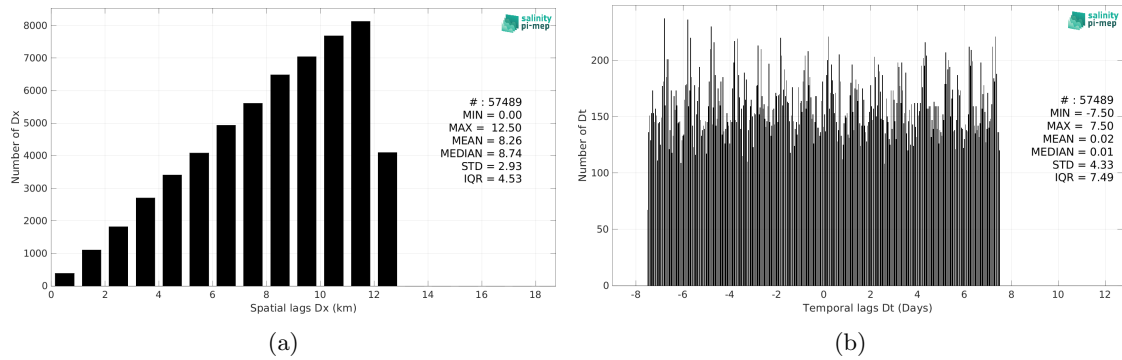 salinity
pi-mep
8000
7000
6000
5000
4000
3000
2000
1000
0
Number of Dx
# : 57489
MIN = 0.00
MAX = 12.50
MEAN = 8.26
MEDIAN = 8.74
STD = 2.93
IQR = 4.53
0 2 4 6 8 10 12 14 16 18
Spatial lags Dx (km)
(a)
salinity
pi-mep
200
150
100
50
0
Number of Dt
# : 57489
MIN = -7.50
MAX = 7.50
MEAN = 0.02
MEDIAN = 0.01
STD = 4.33
IQR = 7.49
-8 -6 -4 -2 0 2 4 6 8 10 12
Temporal lags Dt (Days)
(b)